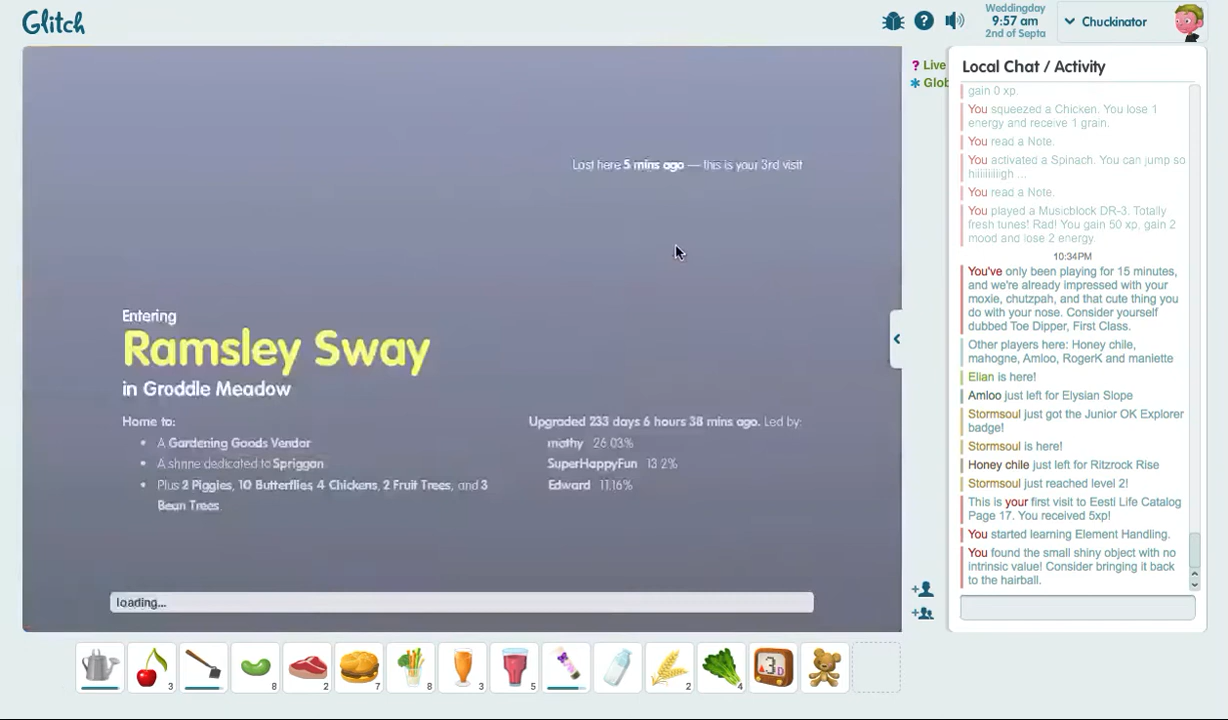 Glitch
Weddingday
9:57 am
2nd of Septa
Chuckinator
Last here 5 mins ago — this is your 3rd visit
Entering
Ramsley Sway
in Groddle Meadow
Home to:
• A Gardening Goods Vendor
• A shrine dedicated to Spriggan
• Plus 2 Piggies, 10 Butterflies, 4 Chickens, 2 Fruit Trees, and 3
Bean Trees
Upgraded 233 days 6 hours 38 mins ago. Led by:
mothy 26.03%
SuperHappyFun 13.2%
Edward 11.16%
loading...
? Live
Glob
Local Chat / Activity
gain 0 xp.
You squeezed a Chicken. You lose 1
energy and receive 1 grain.
You read a Note.
You activated a Spinach. You can jump so
hiiiiiiiiigh ...
You read a Note.
You played a Musicblock DR-3. Totally
fresh tunes! Rad! You gain 50 xp, gain 2
mood and lose 2 energy.
10:34PM
You've only been playing for 15 minutes,
and we're already impressed with your
moxie, chutzpah, and that cute thing you
do with your nose. Consider yourself
dubbed Toe Dipper, First Class.
Other players here: Honey chile,
mahogne, Amloo, RogerK and maniette
Elian is here!
Amloo just left for Elysian Slope
Stormsoul just got the Junior OK Explorer
badge!
Stormsoul is here!
Honey chile just left for Ritzrock Rise
Stormsoul just reached level 2!
This is your first visit to Eesti Life Catalog
Page 17. You received 5xp!
You started learning Element Handling.
You found the small shiny object with no
intrinsic value! Consider bringing it back
to the hairball.
3 8 2 7 8 3 5 2 4
3 D